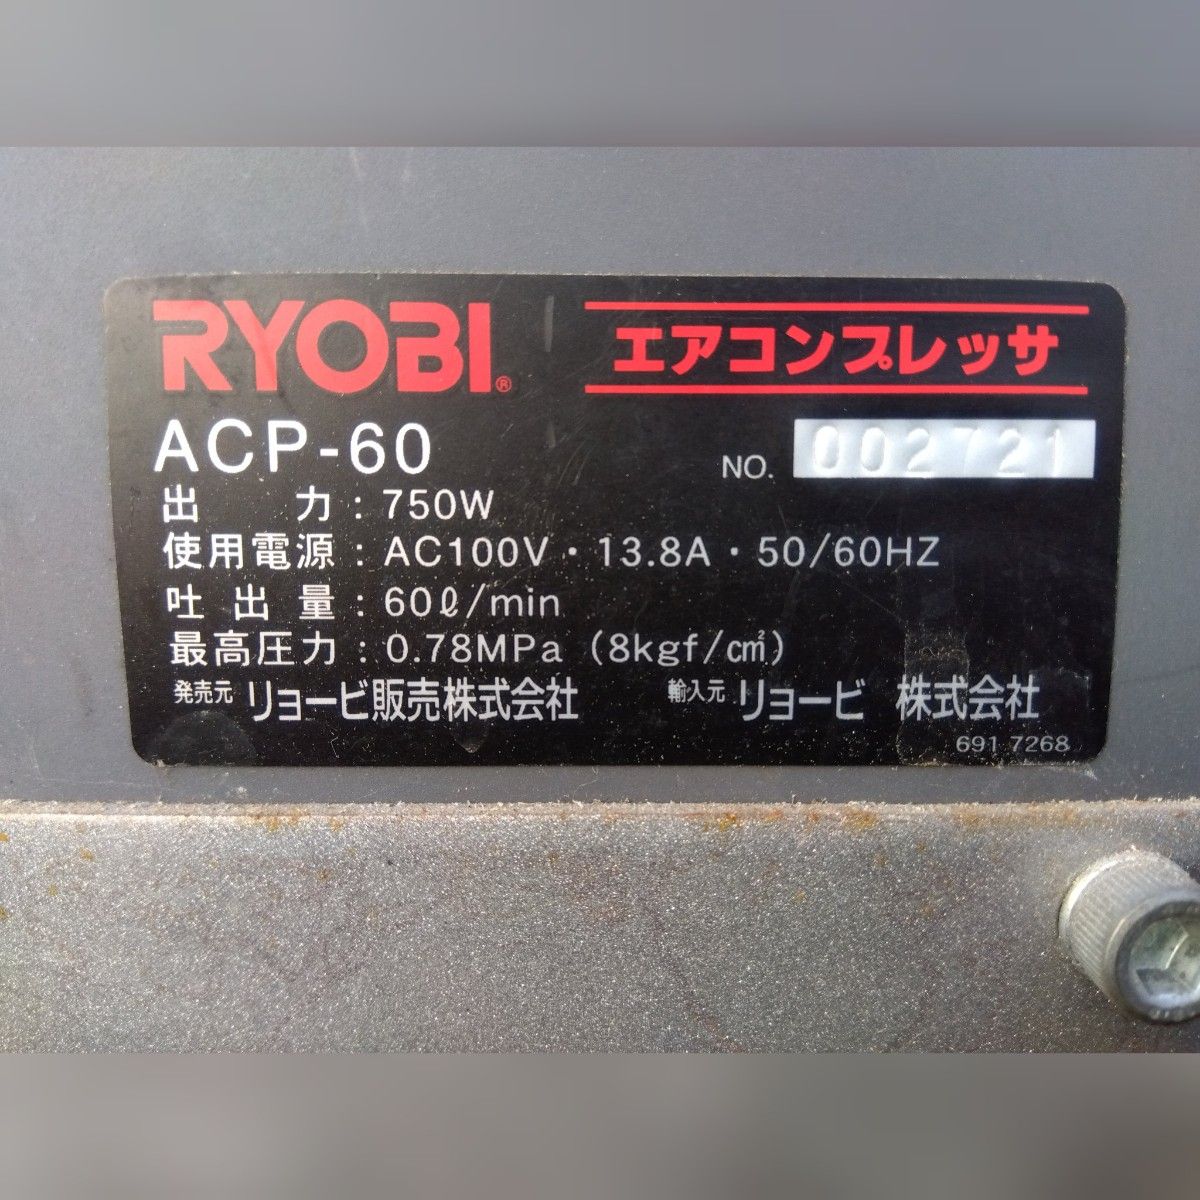 RYOBI® エアコンプレッサ
ACP-60 NO. 002721
出力：750W
使用電源：AC100V・13.8A・50/60HZ
吐出量：60ℓ/min
最高圧力：0.78MPa（8kgf/㎠）
発売元 リョービ販売株式会社 輸入元 リョービ 株式会社
691 7268